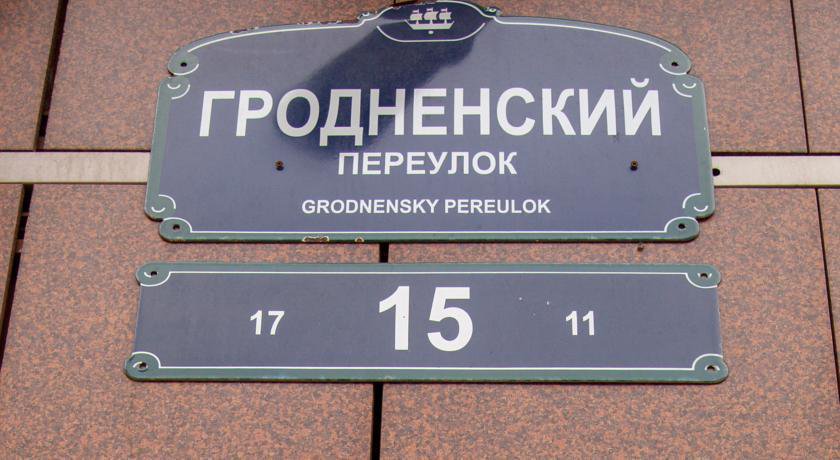 ГРОДНЕНСКИЙ
ПЕРЕУЛОК
GRODNENSKY PEREULOK
17 15 11